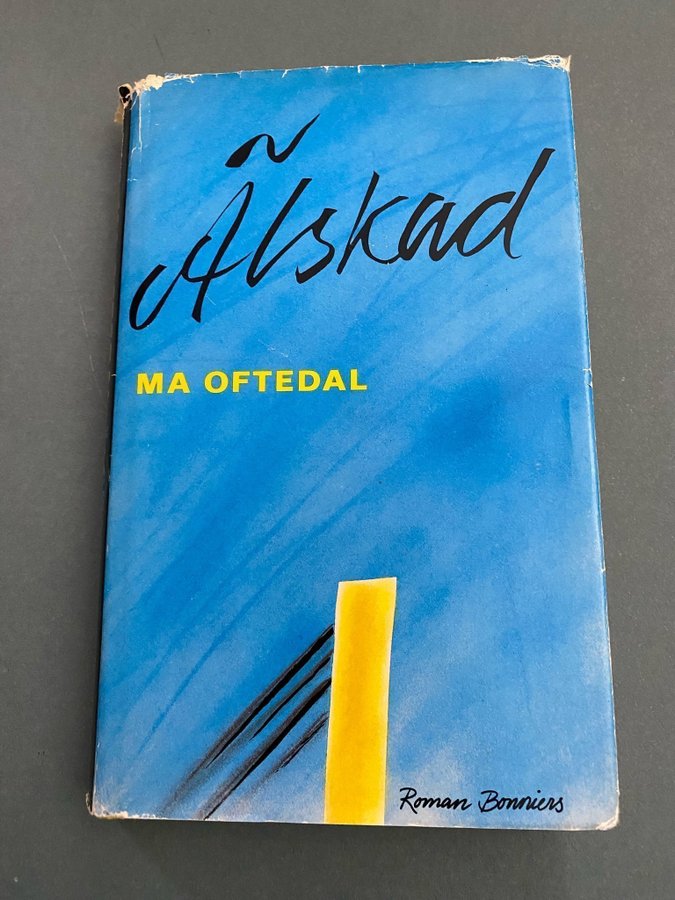 Älskad
MA OFTEDAL
Roman Bonniers